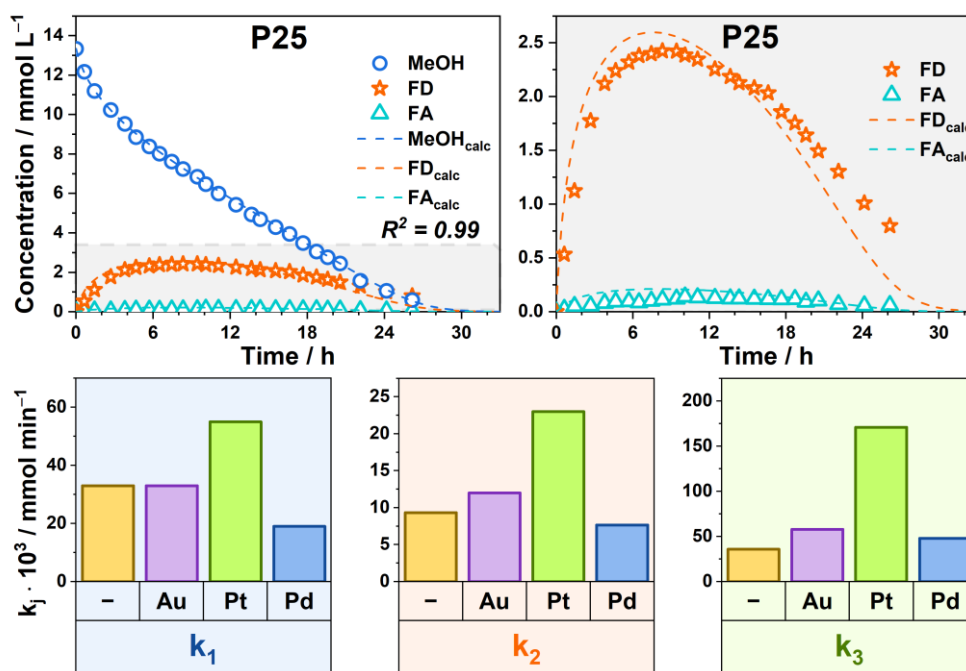 P25
Concentration / mmol L⁻¹
14
12
10
8
6
4
2
0
MeOH
FD
FA
MeOHcalc
FDcalc
FAcalc
R² = 0.99
0 6 12 18 24 30
Time / h
P25
2.5
2.0
1.5
1.0
0.5
0.0
FD
FA
FDcalc
FAcalc
0 6 12 18 24 30
Time / h
kⱼ · 10³ / mmol min⁻¹
60
40
20
0
– Au Pt Pd
k₁
25
20
15
10
5
0
– Au Pt Pd
k₂
200
150
100
50
0
– Au Pt Pd
k₃